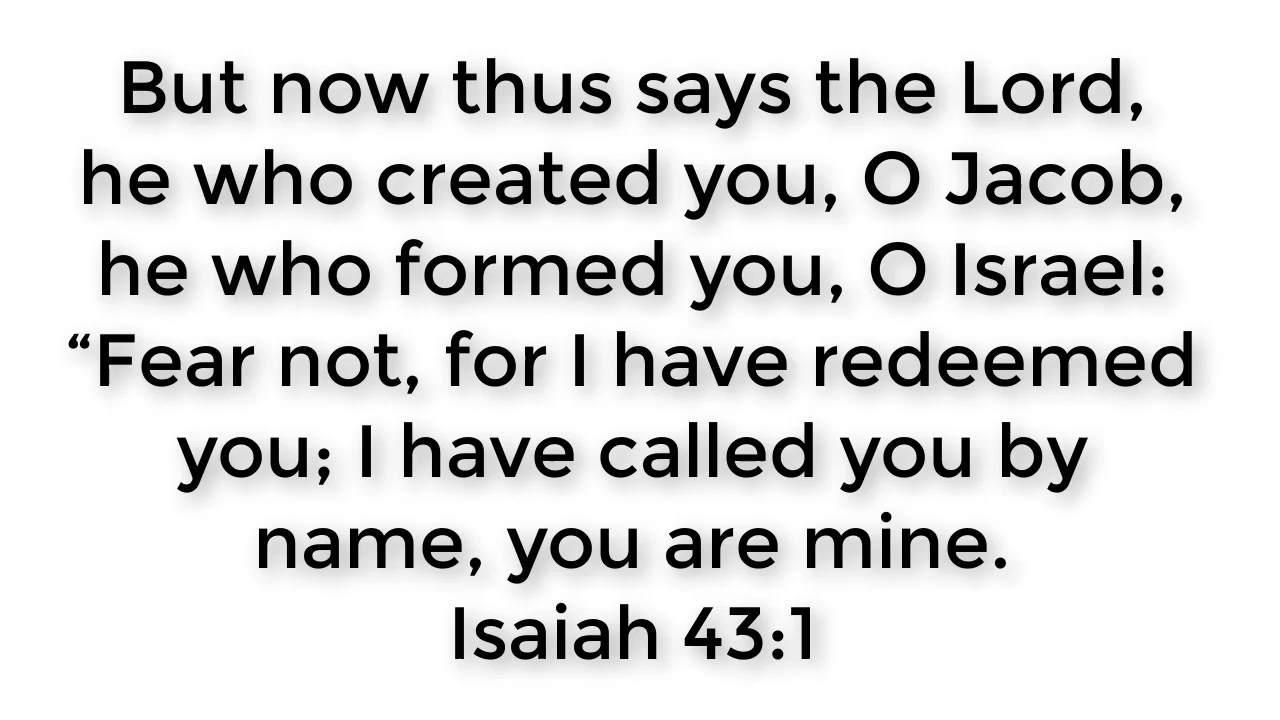 But now thus says the Lord,
he who created you, O Jacob,
he who formed you, O Israel:
“Fear not, for I have redeemed
you; I have called you by
name, you are mine.
Isaiah 43:1